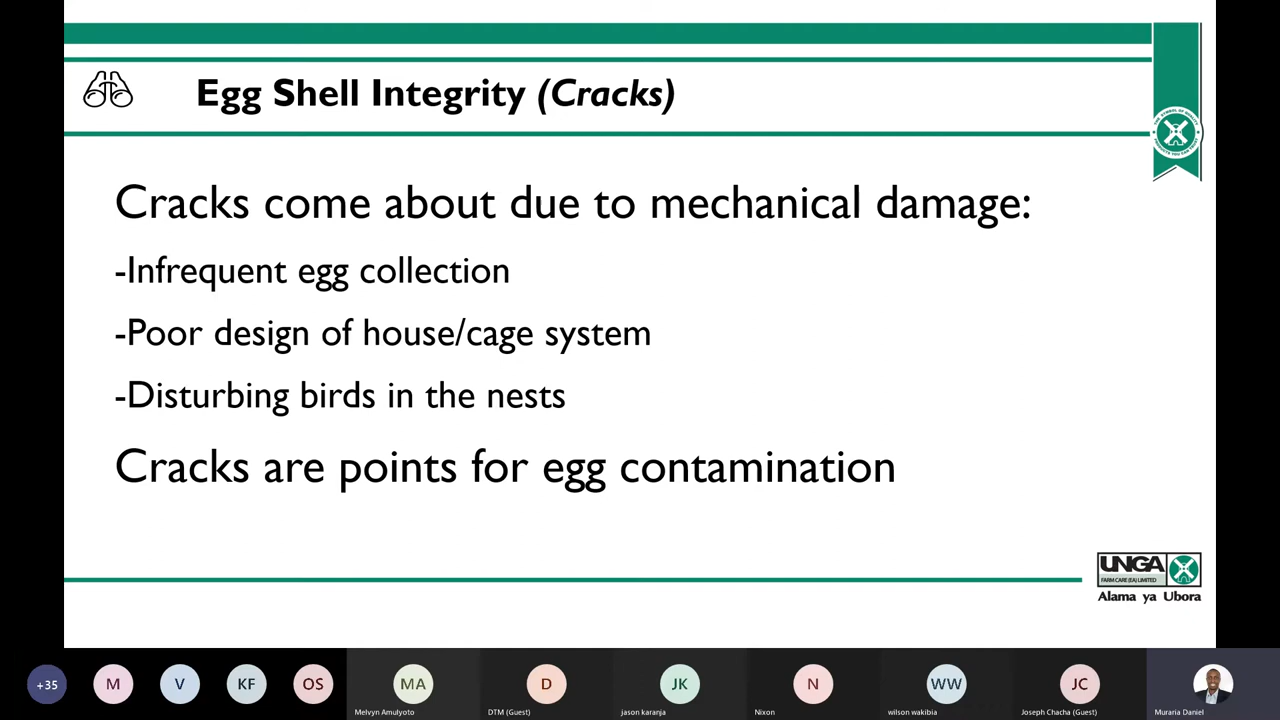 Egg Shell Integrity (Cracks)
Cracks come about due to mechanical damage:
-Infrequent egg collection
-Poor design of house/cage system
-Disturbing birds in the nests
Cracks are points for egg contamination
UNGA
FARM CARE (EA) LIMITED
Alama ya Ubora
+35
M
V
KF
OS
MA
D
JK
N
WW
JC
Melvyn Amulyoto
DTM (Guest)
jason karanja
Nixon
wilson wakibia
Joseph Chacha (Guest)
Muraria Daniel